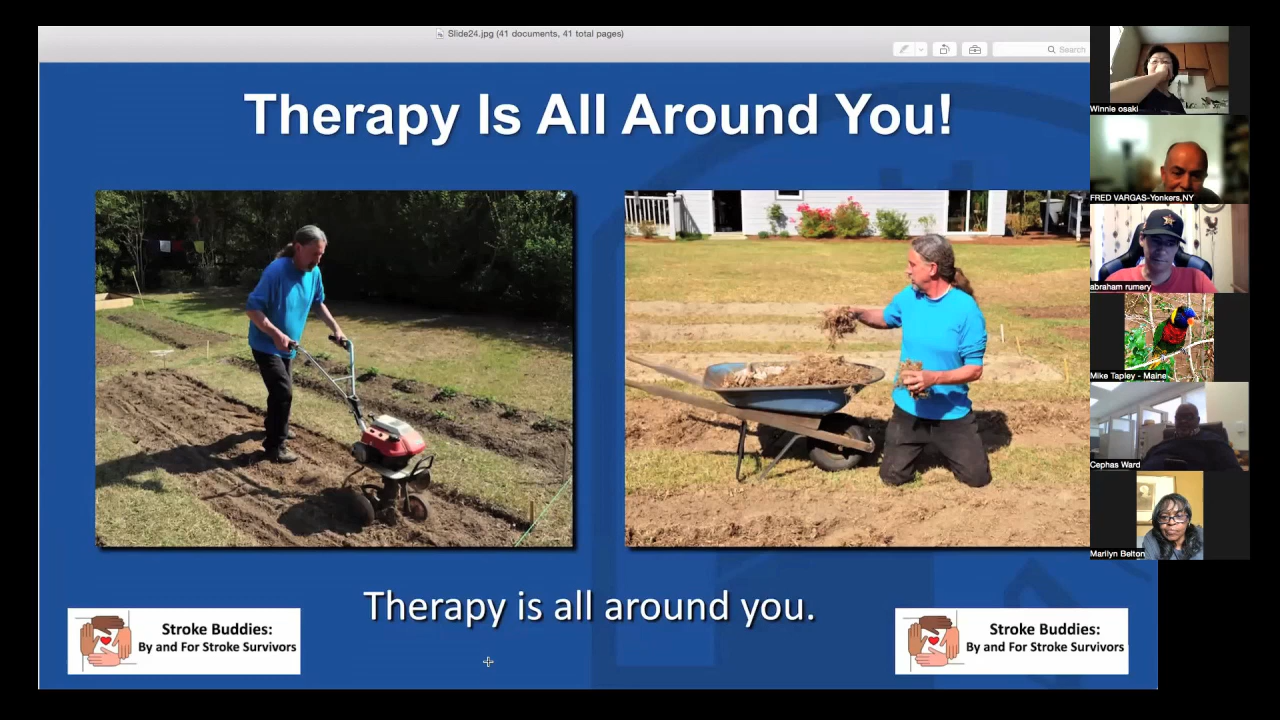 Slide24.jpg (41 documents, 41 total pages)
Search
Therapy Is All Around You!
Therapy is all around you.
Stroke Buddies:
By and For Stroke Survivors
Stroke Buddies:
By and For Stroke Survivors
Winnie osaki
FRED VARGAS-Yonkers,NY
abraham rumery
Mike Tapley - Maine
Cephas Ward
Marilyn Belton